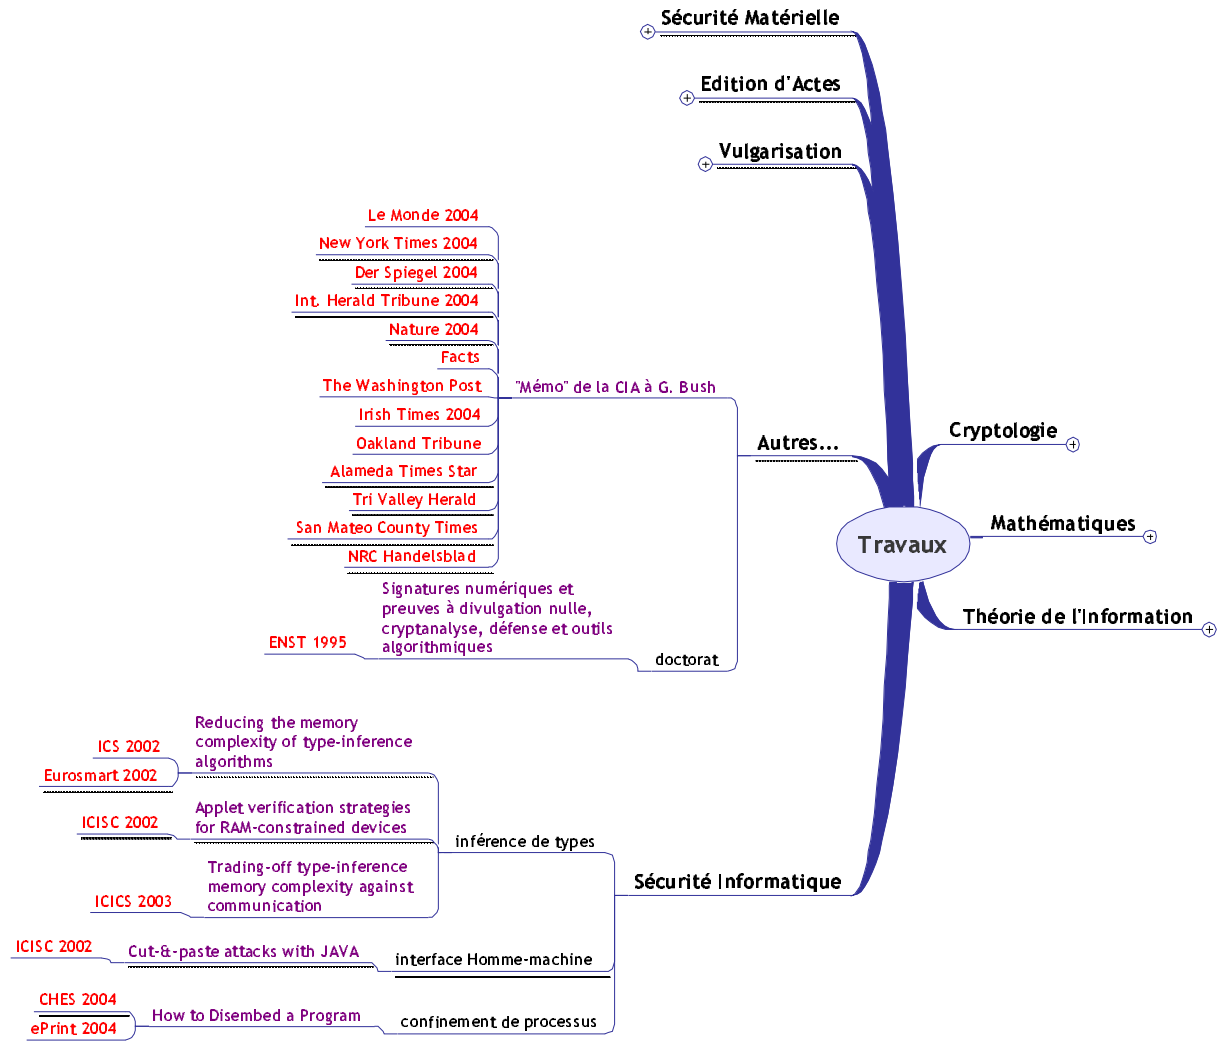 Sécurité Matérielle
Edition d'Actes
Vulgarisation
Le Monde 2004
New York Times 2004
Der Spiegel 2004
Int. Herald Tribune 2004
Nature 2004
Facts
The Washington Post
Irish Times 2004
Oakland Tribune
Alameda Times Star
Tri Valley Herald
San Mateo County Times
NRC Handelsblad
"Mémo" de la CIA à G. Bush
Signatures numériques et
preuves à divulgation nulle,
cryptanalyse, défense et outils
algorithmiques
ENST 1995
doctorat
Autres...
Cryptologie
Mathématiques
Travaux
Théorie de l'Information
Reducing the memory
complexity of type-inference
algorithms
ICS 2002
Eurosmart 2002
Applet verification strategies
for RAM-constrained devices
ICISC 2002
Trading-off type-inference
memory complexity against
communication
ICICS 2003
inférence de types
Sécurité Informatique
ICISC 2002
Cut-&-paste attacks with JAVA
interface Homme-machine
CHES 2004
ePrint 2004
How to Disembed a Program
confinement de processus